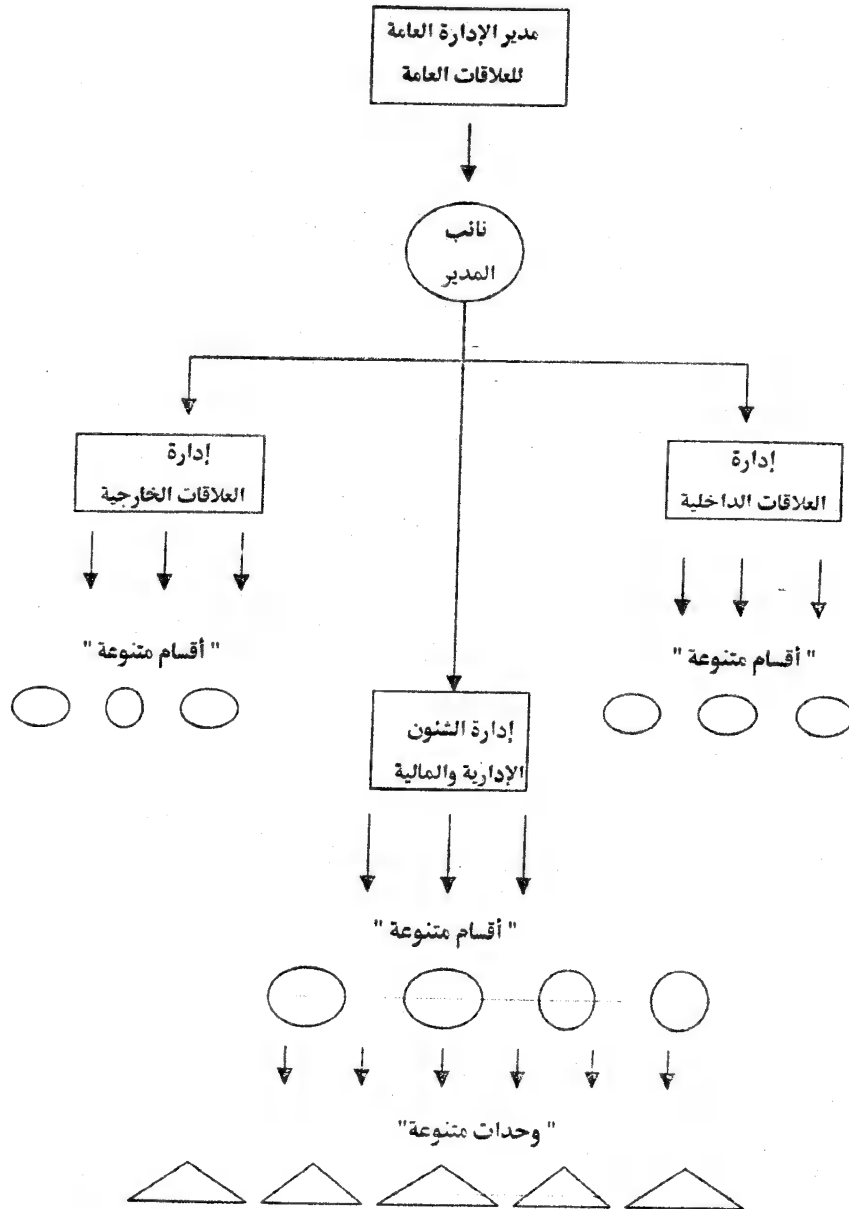 مدير الإدارة العامة
للعلاقات العامة
نائب
المدير
إدارة
العلاقات الداخلية
إدارة
العلاقات الخارجية
" أقسام متنوعة "
" أقسام متنوعة "
إدارة الشئون
الإدارية والمالية
" أقسام متنوعة "
" وحدات متنوعة"